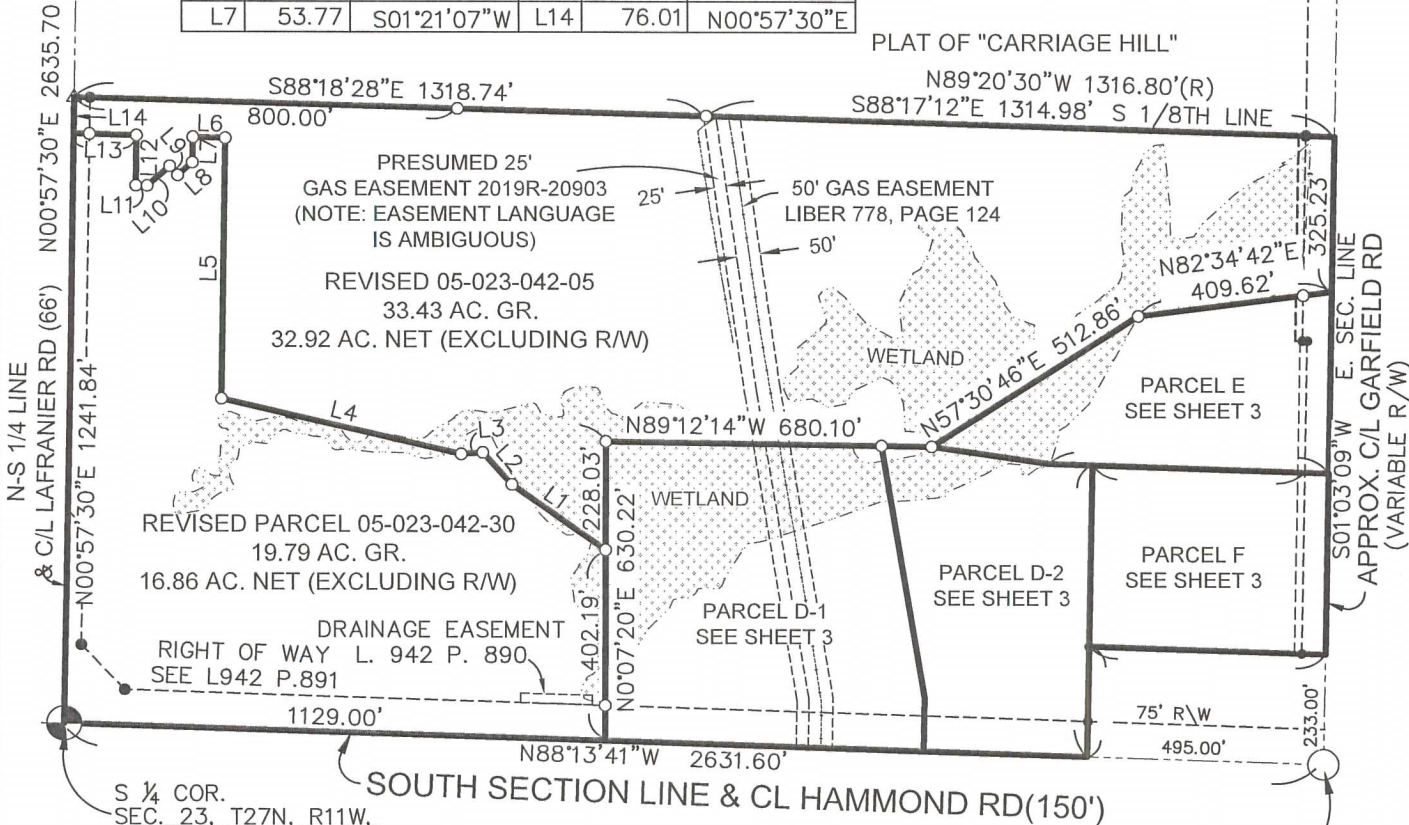 L7 53.77 S01°21'07"W L14 76.01 N00°57'30"E
PLAT OF "CARRIAGE HILL"
N89°20'30"W 1316.80'(R)
S88°18'28"E 1318.74'
S88°17'12"E 1314.98' S 1/8TH LINE
800.00'
N-S 1/4 LINE
& C/L LAFRANIER RD (66') N00°57'30"E 2635.70
N00°57'30"E 1241.84'
L14
L13
L12
L11
L10
L9
L8
L7
L6
L5
PRESUMED 25'
GAS EASEMENT 2019R-20903
(NOTE: EASEMENT LANGUAGE
IS AMBIGUOUS)
25'
50' GAS EASEMENT
LIBER 778, PAGE 124
50'
REVISED 05-023-042-05
33.43 AC. GR.
32.92 AC. NET (EXCLUDING R/W)
WETLAND
N82°34'42"E
409.62'
N57°30'46"E 512.86'
325.23'
S01°03'09"W E. SEC. LINE
APPROX. C/L GARFIELD RD
(VARIABLE R/W)
PARCEL E
SEE SHEET 3
L4
L3
L2
L1
N89°12'14"W 680.10'
228.03'
N0°07'20"E 630.22'
402.19'
WETLAND
REVISED PARCEL 05-023-042-30
19.79 AC. GR.
16.86 AC. NET (EXCLUDING R/W)
PARCEL D-1
SEE SHEET 3
PARCEL D-2
SEE SHEET 3
PARCEL F
SEE SHEET 3
DRAINAGE EASEMENT
RIGHT OF WAY L. 942 P. 890
SEE L942 P.891
1129.00'
75' R\W
495.00'
233.00'
N88°13'41"W 2631.60'
SOUTH SECTION LINE & CL HAMMOND RD(150')
S ¼ COR.
SEC. 23, T27N, R11W,